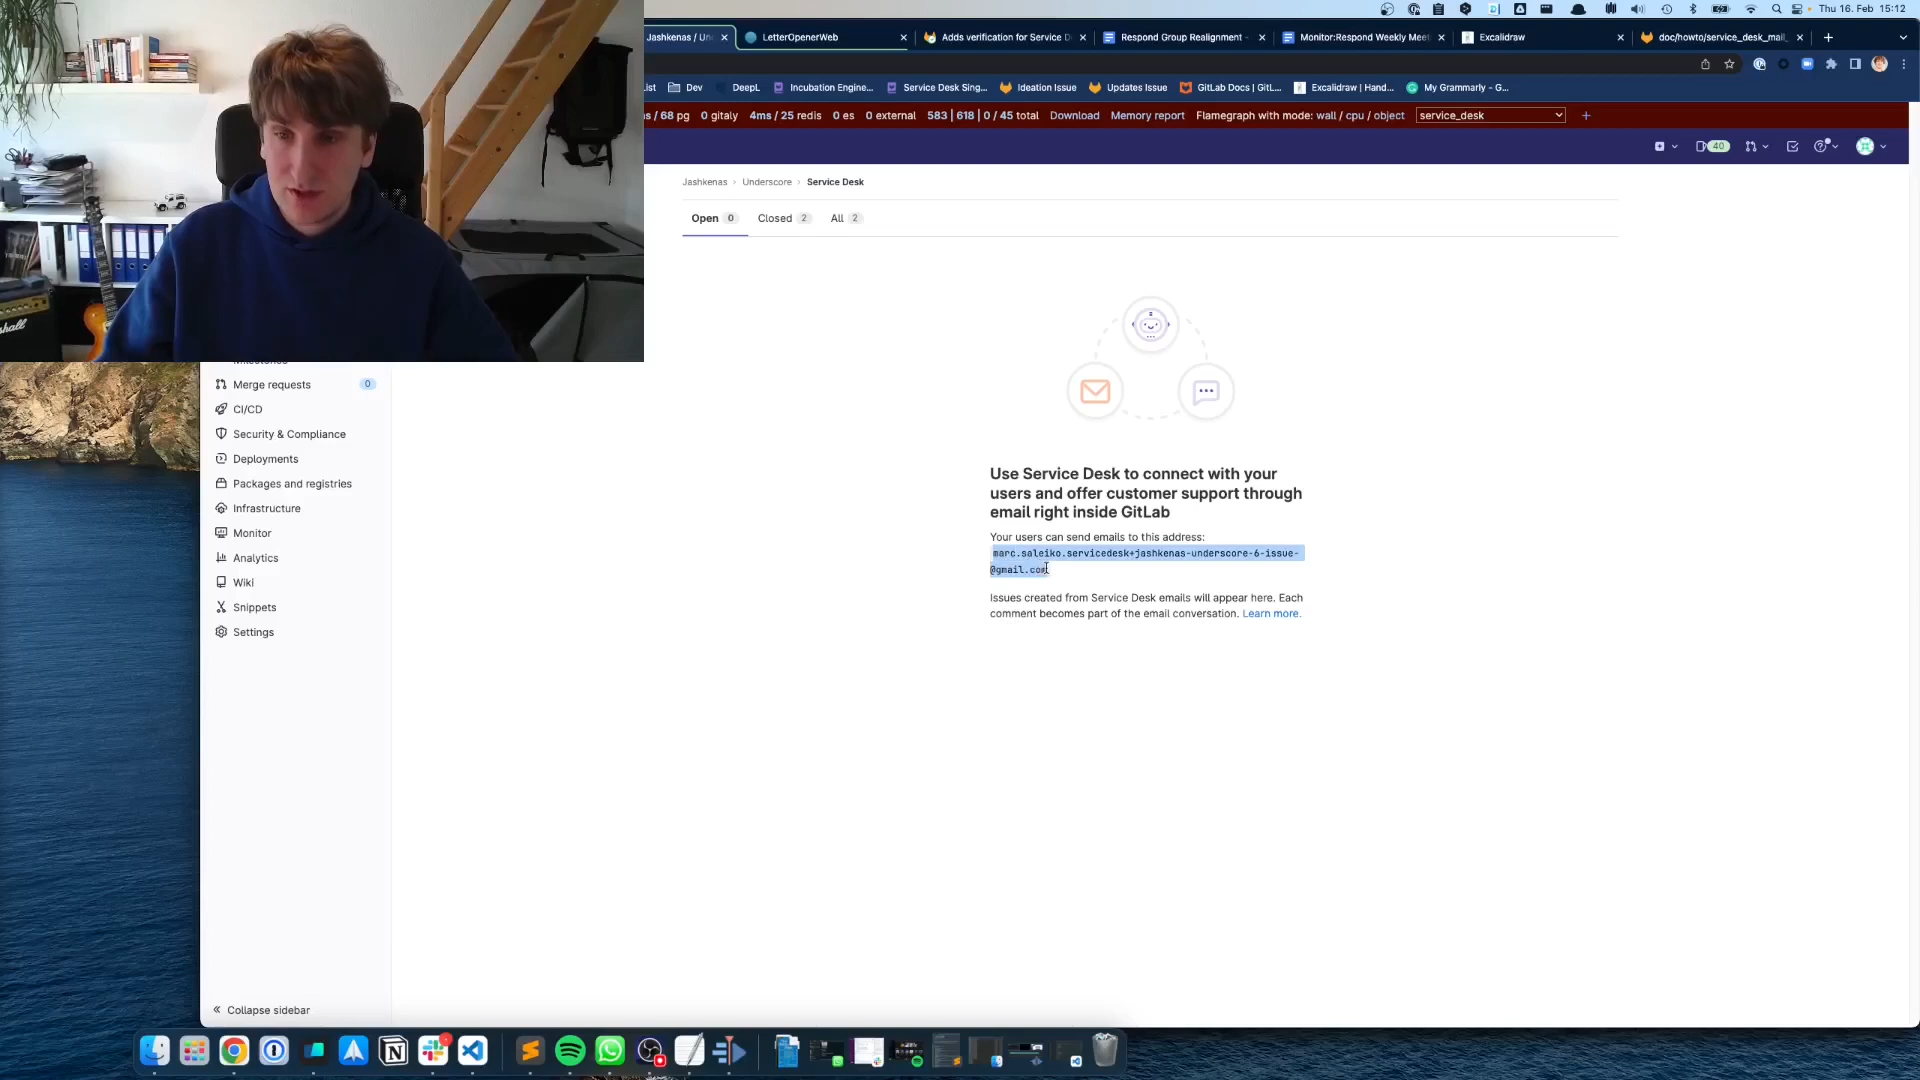 Thu 16. Feb 15:12
Jashkenas / Un
LetterOpenerWeb
Adds verification for Service D
Respond Group Realignment -
Monitor:Respond Weekly Meet
Excalidraw
doc/howto/service_desk_mail_
ist
Dev
DeepL
Incubation Engine...
Service Desk Sing...
Ideation Issue
Updates Issue
GitLab Docs | GitL...
Excalidraw | Hand...
My Grammarly - G...
s / 68 pg 0 gitaly 4ms / 25 redis 0 es 0 external 583 | 618 | 0 / 45 total Download Memory report Flamegraph with mode: wall / cpu / object service_desk
40
Jashkenas › Underscore › Service Desk
Open 0 Closed 2 All 2
Merge requests 0
CI/CD
Security & Compliance
Deployments
Packages and registries
Infrastructure
Monitor
Analytics
Wiki
Snippets
Settings
Collapse sidebar
Use Service Desk to connect with your
users and offer customer support through
email right inside GitLab
Your users can send emails to this address:
marc.saleiko.servicedesk+jashkenas-underscore-6-issue-
@gmail.com
Issues created from Service Desk emails will appear here. Each
comment becomes part of the email conversation. Learn more.